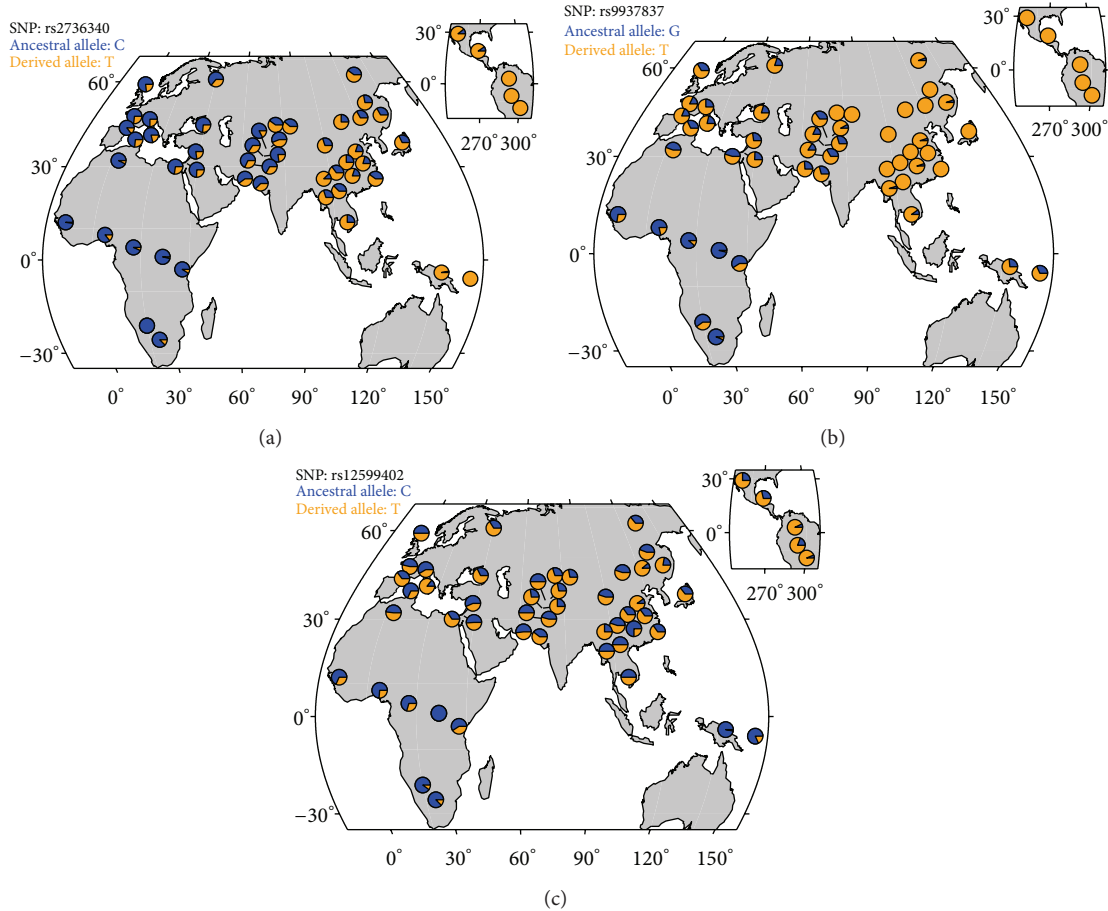 SNP: rs2736340
Ancestral allele: C
Derived allele: T
30°
0°
270° 300°
60°
30°
0°
−30°
0° 30° 60° 90° 120° 150°
(a)
SNP: rs9937837
Ancestral allele: G
Derived allele: T
30°
0°
270° 300°
60°
30°
0°
−30°
0° 30° 60° 90° 120° 150°
(b)
SNP: rs12599402
Ancestral allele: C
Derived allele: T
30°
0°
270° 300°
60°
30°
0°
−30°
0° 30° 60° 90° 120° 150°
(c)